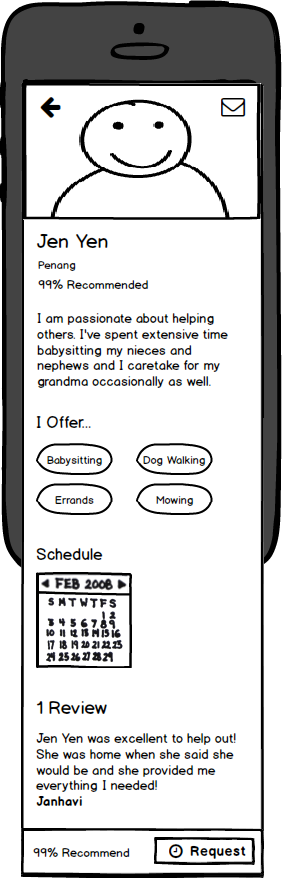 Jen Yen
Penang
99% Recommended
I am passionate about helping
others. I've spent extensive time
babysitting my nieces and
nephews and I caretake for my
grandma occasionally as well.
I Offer...
Babysitting
Dog Walking
Errands
Mowing
Schedule
FEB 2008
S M T W T F S
1 2
3 4 5 6 7 8 9
10 11 12 13 14 15 16
17 18 19 20 21 22 23
24 25 26 27 28 29
1 Review
Jen Yen was excellent to help out!
She was home when she said she
would be and she provided me
everything I needed!
Janhavi
99% Recommend
Request